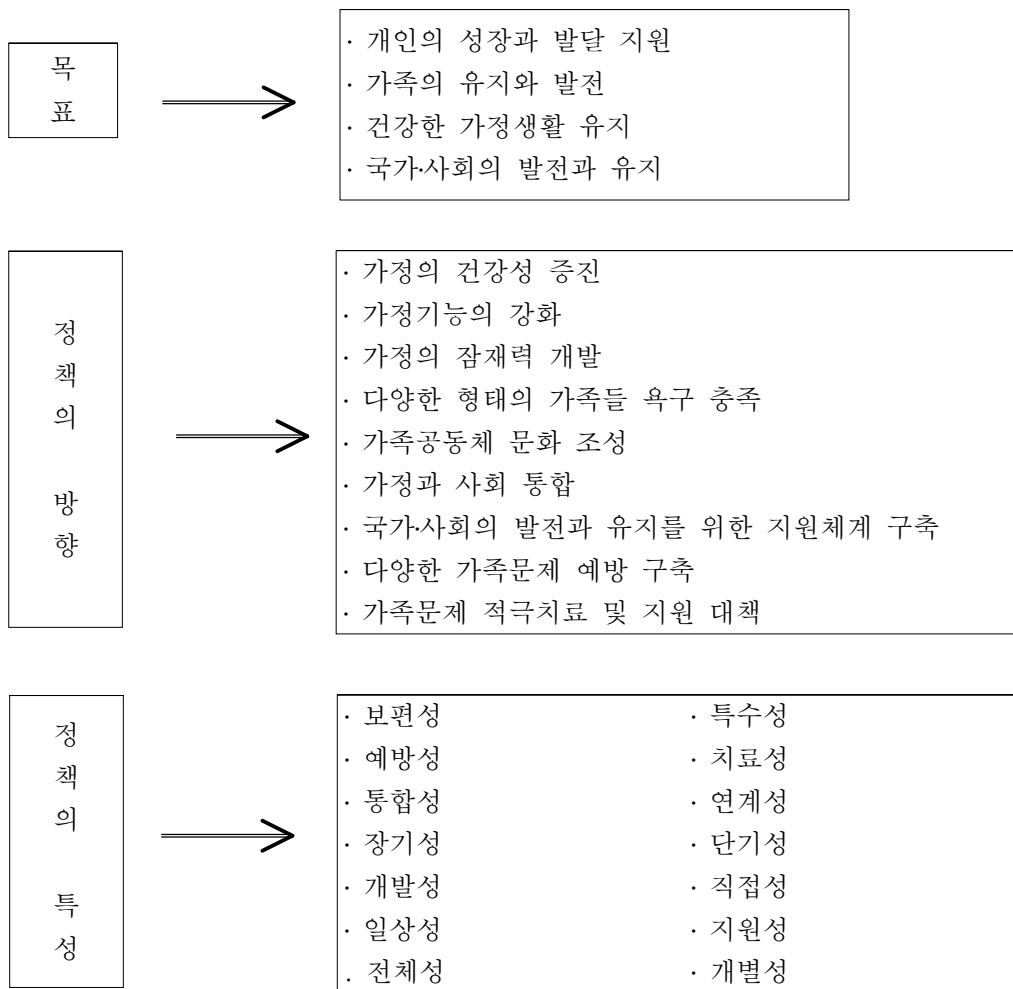 목
표
· 개인의 성장과 발달 지원
· 가족의 유지와 발전
· 건강한 가정생활 유지
· 국가·사회의 발전과 유지
정
책
의
방
향
· 가정의 건강성 증진
· 가정기능의 강화
· 가정의 잠재력 개발
· 다양한 형태의 가족들 욕구 충족
· 가족공동체 문화 조성
· 가정과 사회 통합
· 국가·사회의 발전과 유지를 위한 지원체계 구축
· 다양한 가족문제 예방 구축
· 가족문제 적극치료 및 지원 대책
정
책
의
특
성
· 보편성 · 특수성
· 예방성 · 치료성
· 통합성 · 연계성
· 장기성 · 단기성
· 개발성 · 직접성
· 일상성 · 지원성
. 전체성 · 개별성